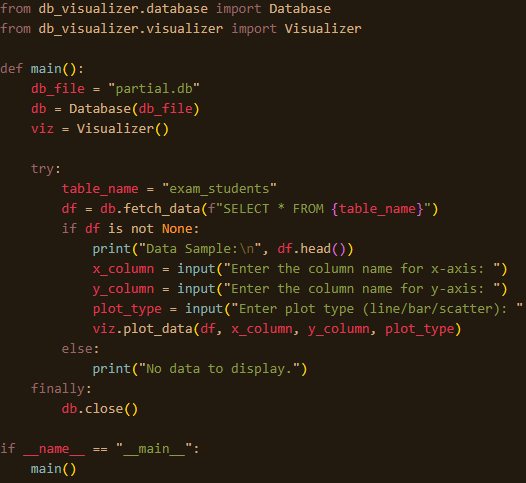 from db_visualizer.database import Database
from db_visualizer.visualizer import Visualizer

def main():
    db_file = "partial.db"
    db = Database(db_file)
    viz = Visualizer()

    try:
        table_name = "exam_students"
        df = db.fetch_data(f"SELECT * FROM {table_name}")
        if df is not None:
            print("Data Sample:\n", df.head())
            x_column = input("Enter the column name for x-axis: ")
            y_column = input("Enter the column name for y-axis: ")
            plot_type = input("Enter plot type (line/bar/scatter): "
            viz.plot_data(df, x_column, y_column, plot_type)
        else:
            print("No data to display.")
    finally:
        db.close()

if __name__ == "__main__":
    main()